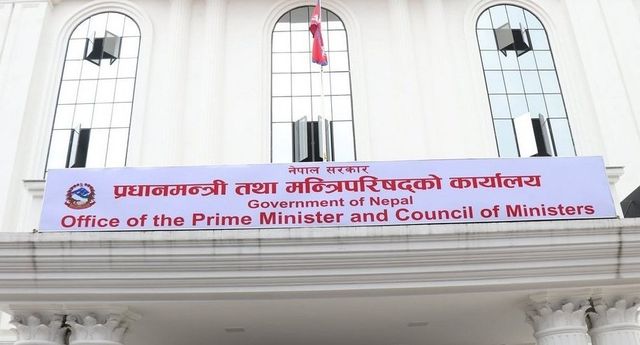 नेपाल सरकार
प्रधानमन्त्री तथा मन्त्रिपरिषद्को कार्यालय
Government of Nepal
Office of the Prime Minister and Council of Ministers